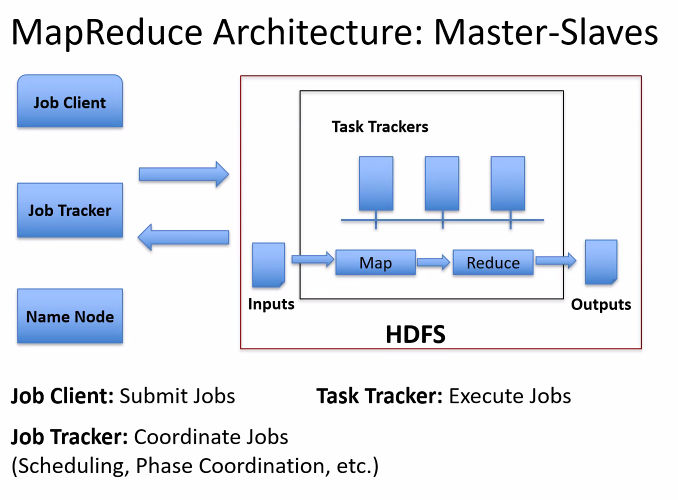 MapReduce Architecture: Master-Slaves
Job Client
Task Trackers
Job Tracker
Map
Reduce
Inputs
Outputs
Name Node
HDFS
Job Client: Submit Jobs
Task Tracker: Execute Jobs
Job Tracker: Coordinate Jobs
(Scheduling, Phase Coordination, etc.)